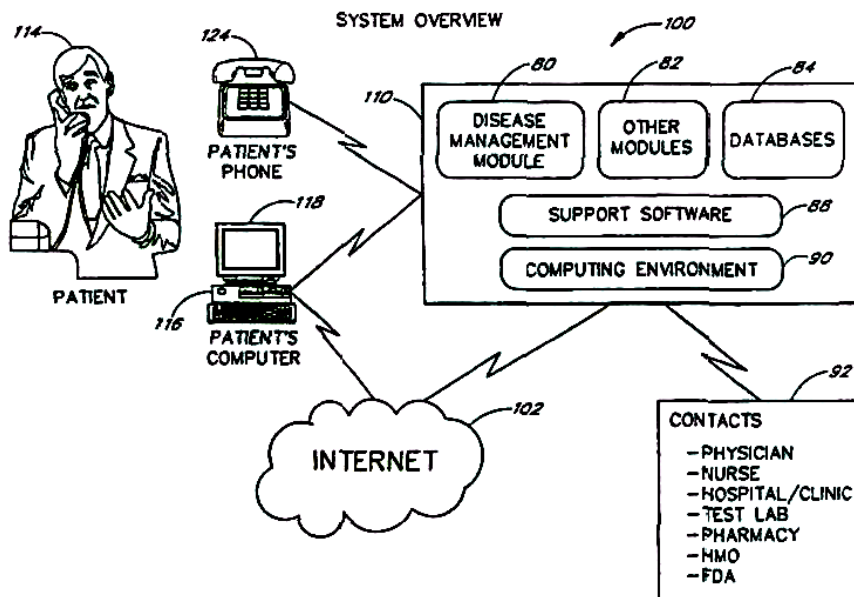 SYSTEM OVERVIEW
100
114
124
110
80
82
84
DISEASE
MANAGEMENT
MODULE
OTHER
MODULES
DATABASES
PATIENT'S
PHONE
118
SUPPORT SOFTWARE
88
COMPUTING ENVIRONMENT
90
PATIENT
116
PATIENT'S
COMPUTER
102
INTERNET
92
CONTACTS
-PHYSICIAN
-NURSE
-HOSPITAL/CLINIC
-TEST LAB
-PHARMACY
-HMO
-FDA